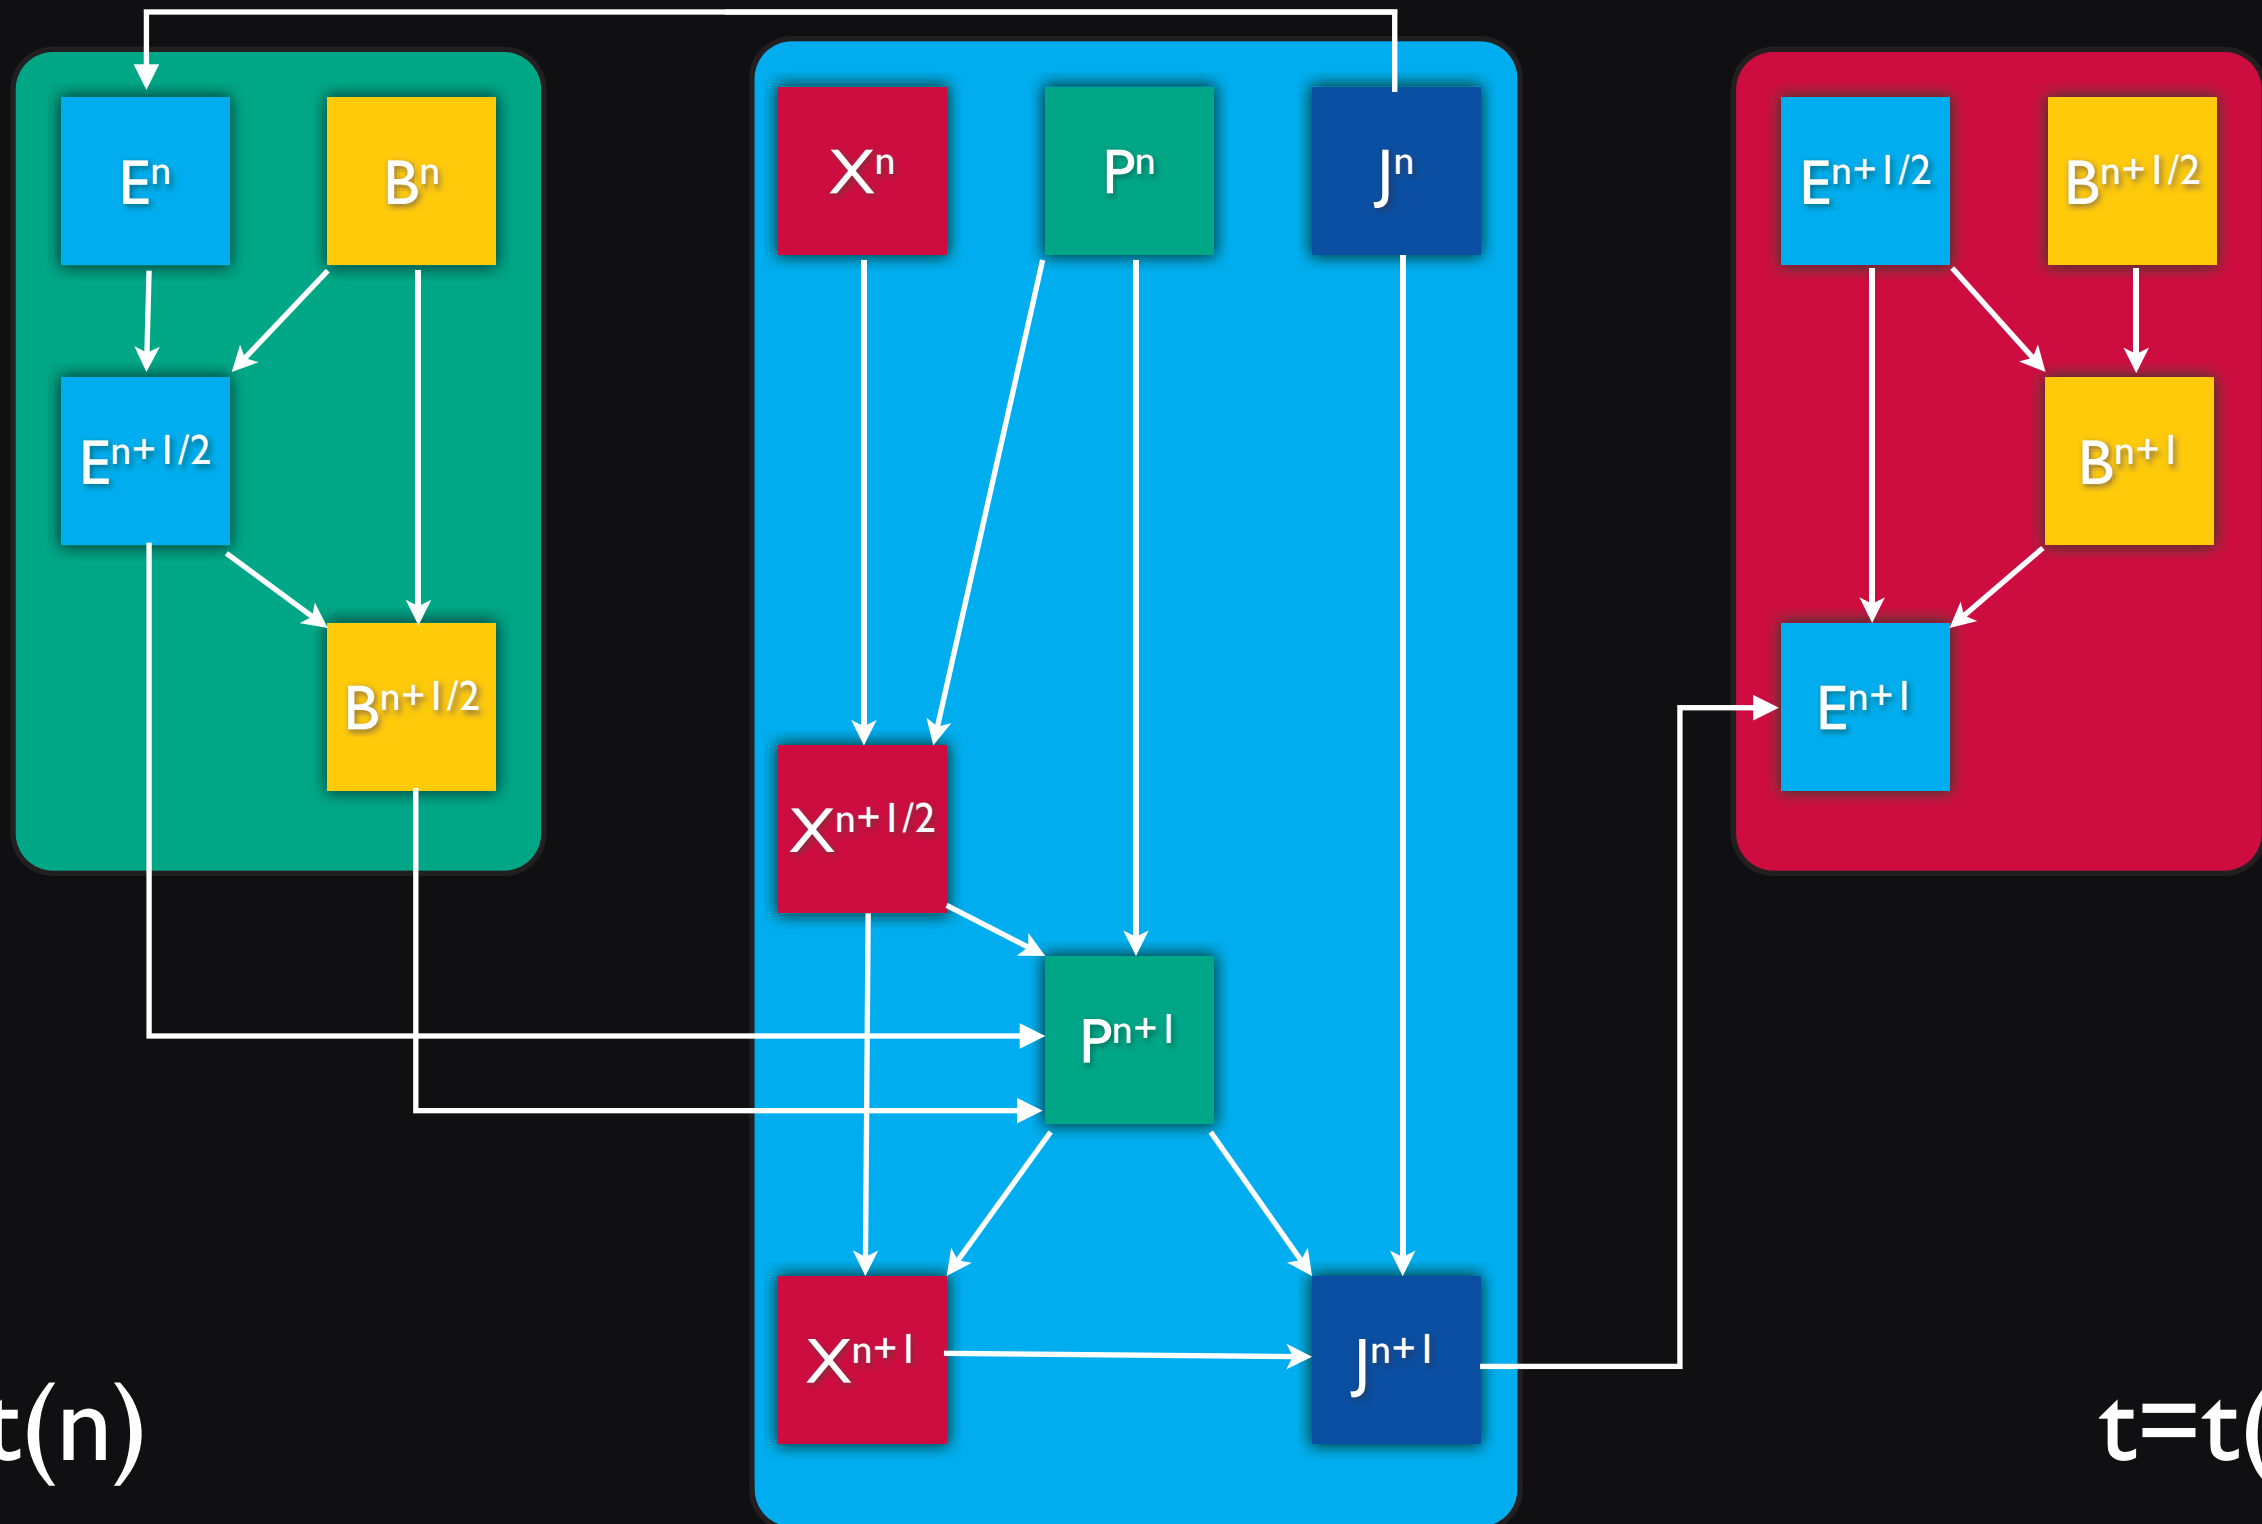 Eⁿ
Bⁿ
Xⁿ
Pⁿ
Jⁿ
Eⁿ⁺¹/²
Bⁿ⁺¹/²
Eⁿ⁺¹/²
Bⁿ⁺¹
Bⁿ⁺¹/²
Eⁿ⁺¹
Xⁿ⁺¹/²
Pⁿ⁺¹
Xⁿ⁺¹
Jⁿ⁺¹
t(n)
t=t(